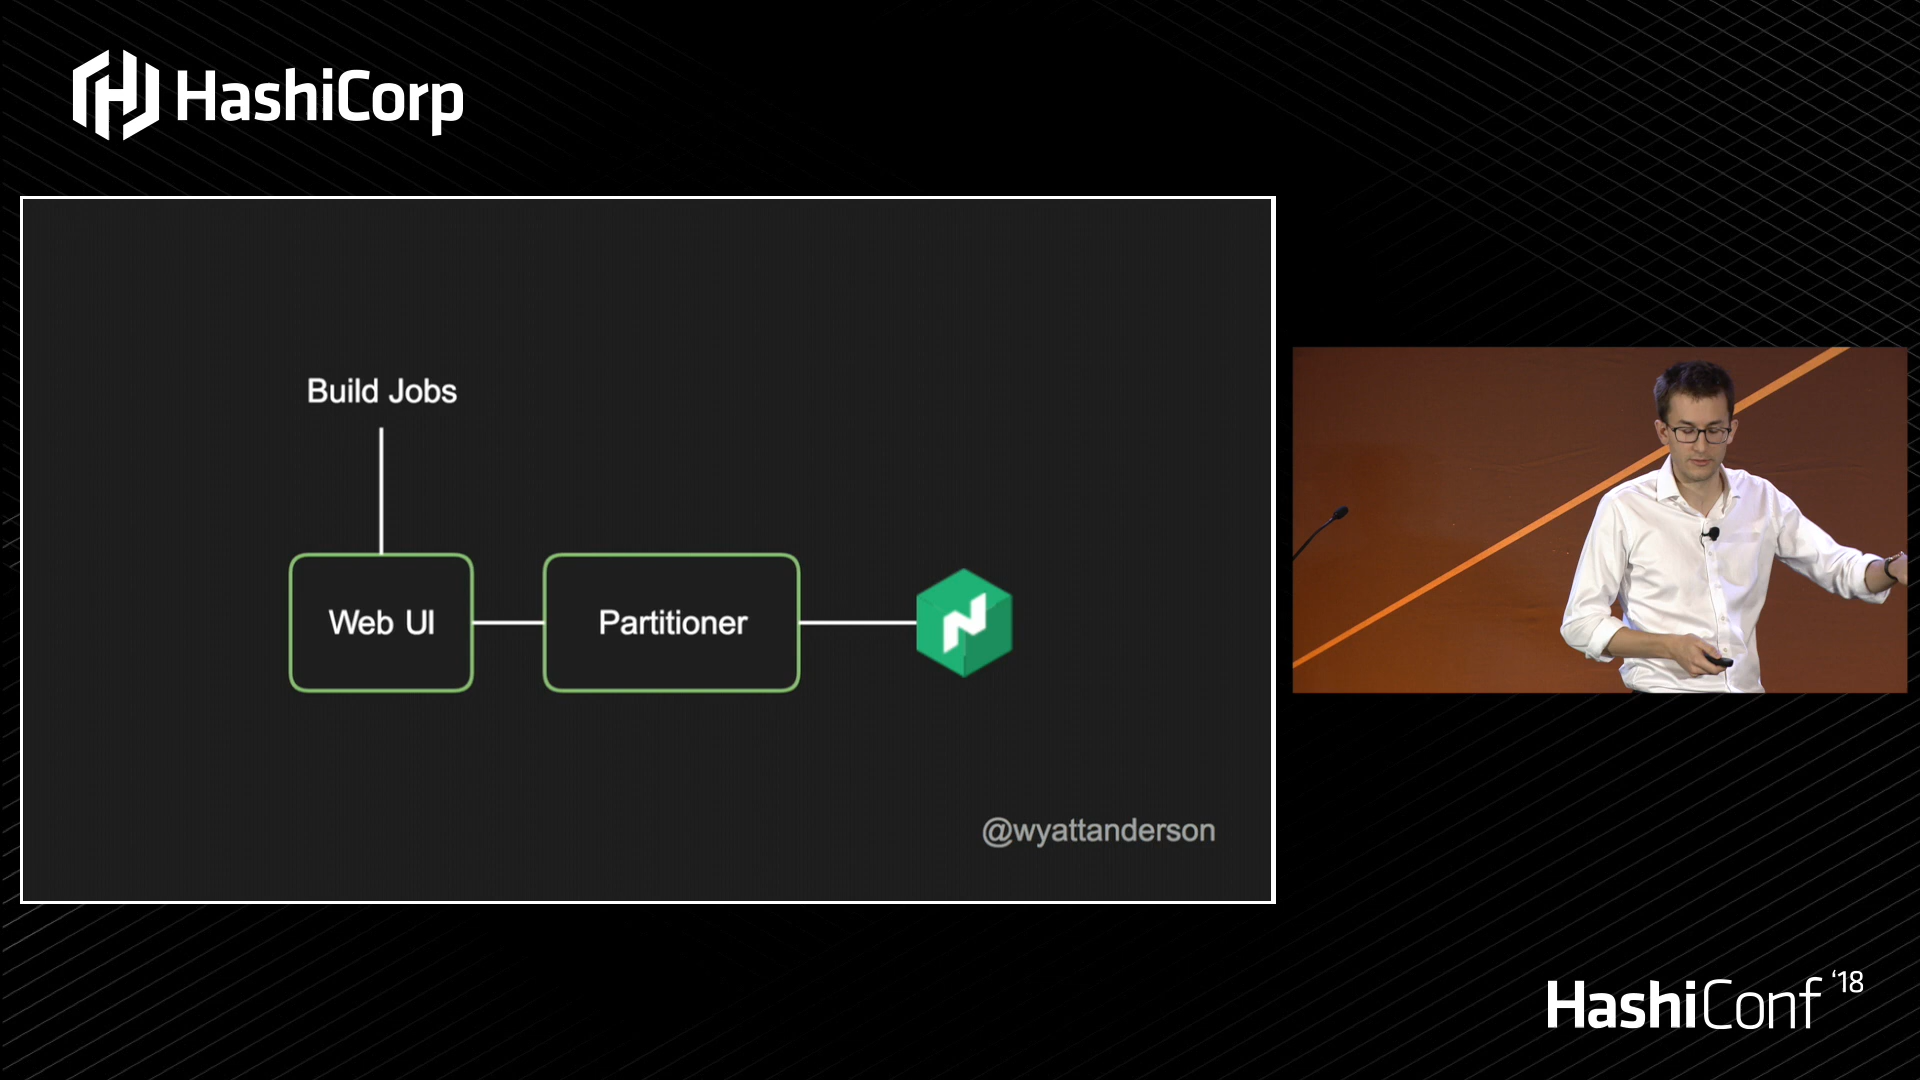 HashiCorp
Build Jobs
Web UI
Partitioner
@wyattanderson
HashiConf '18